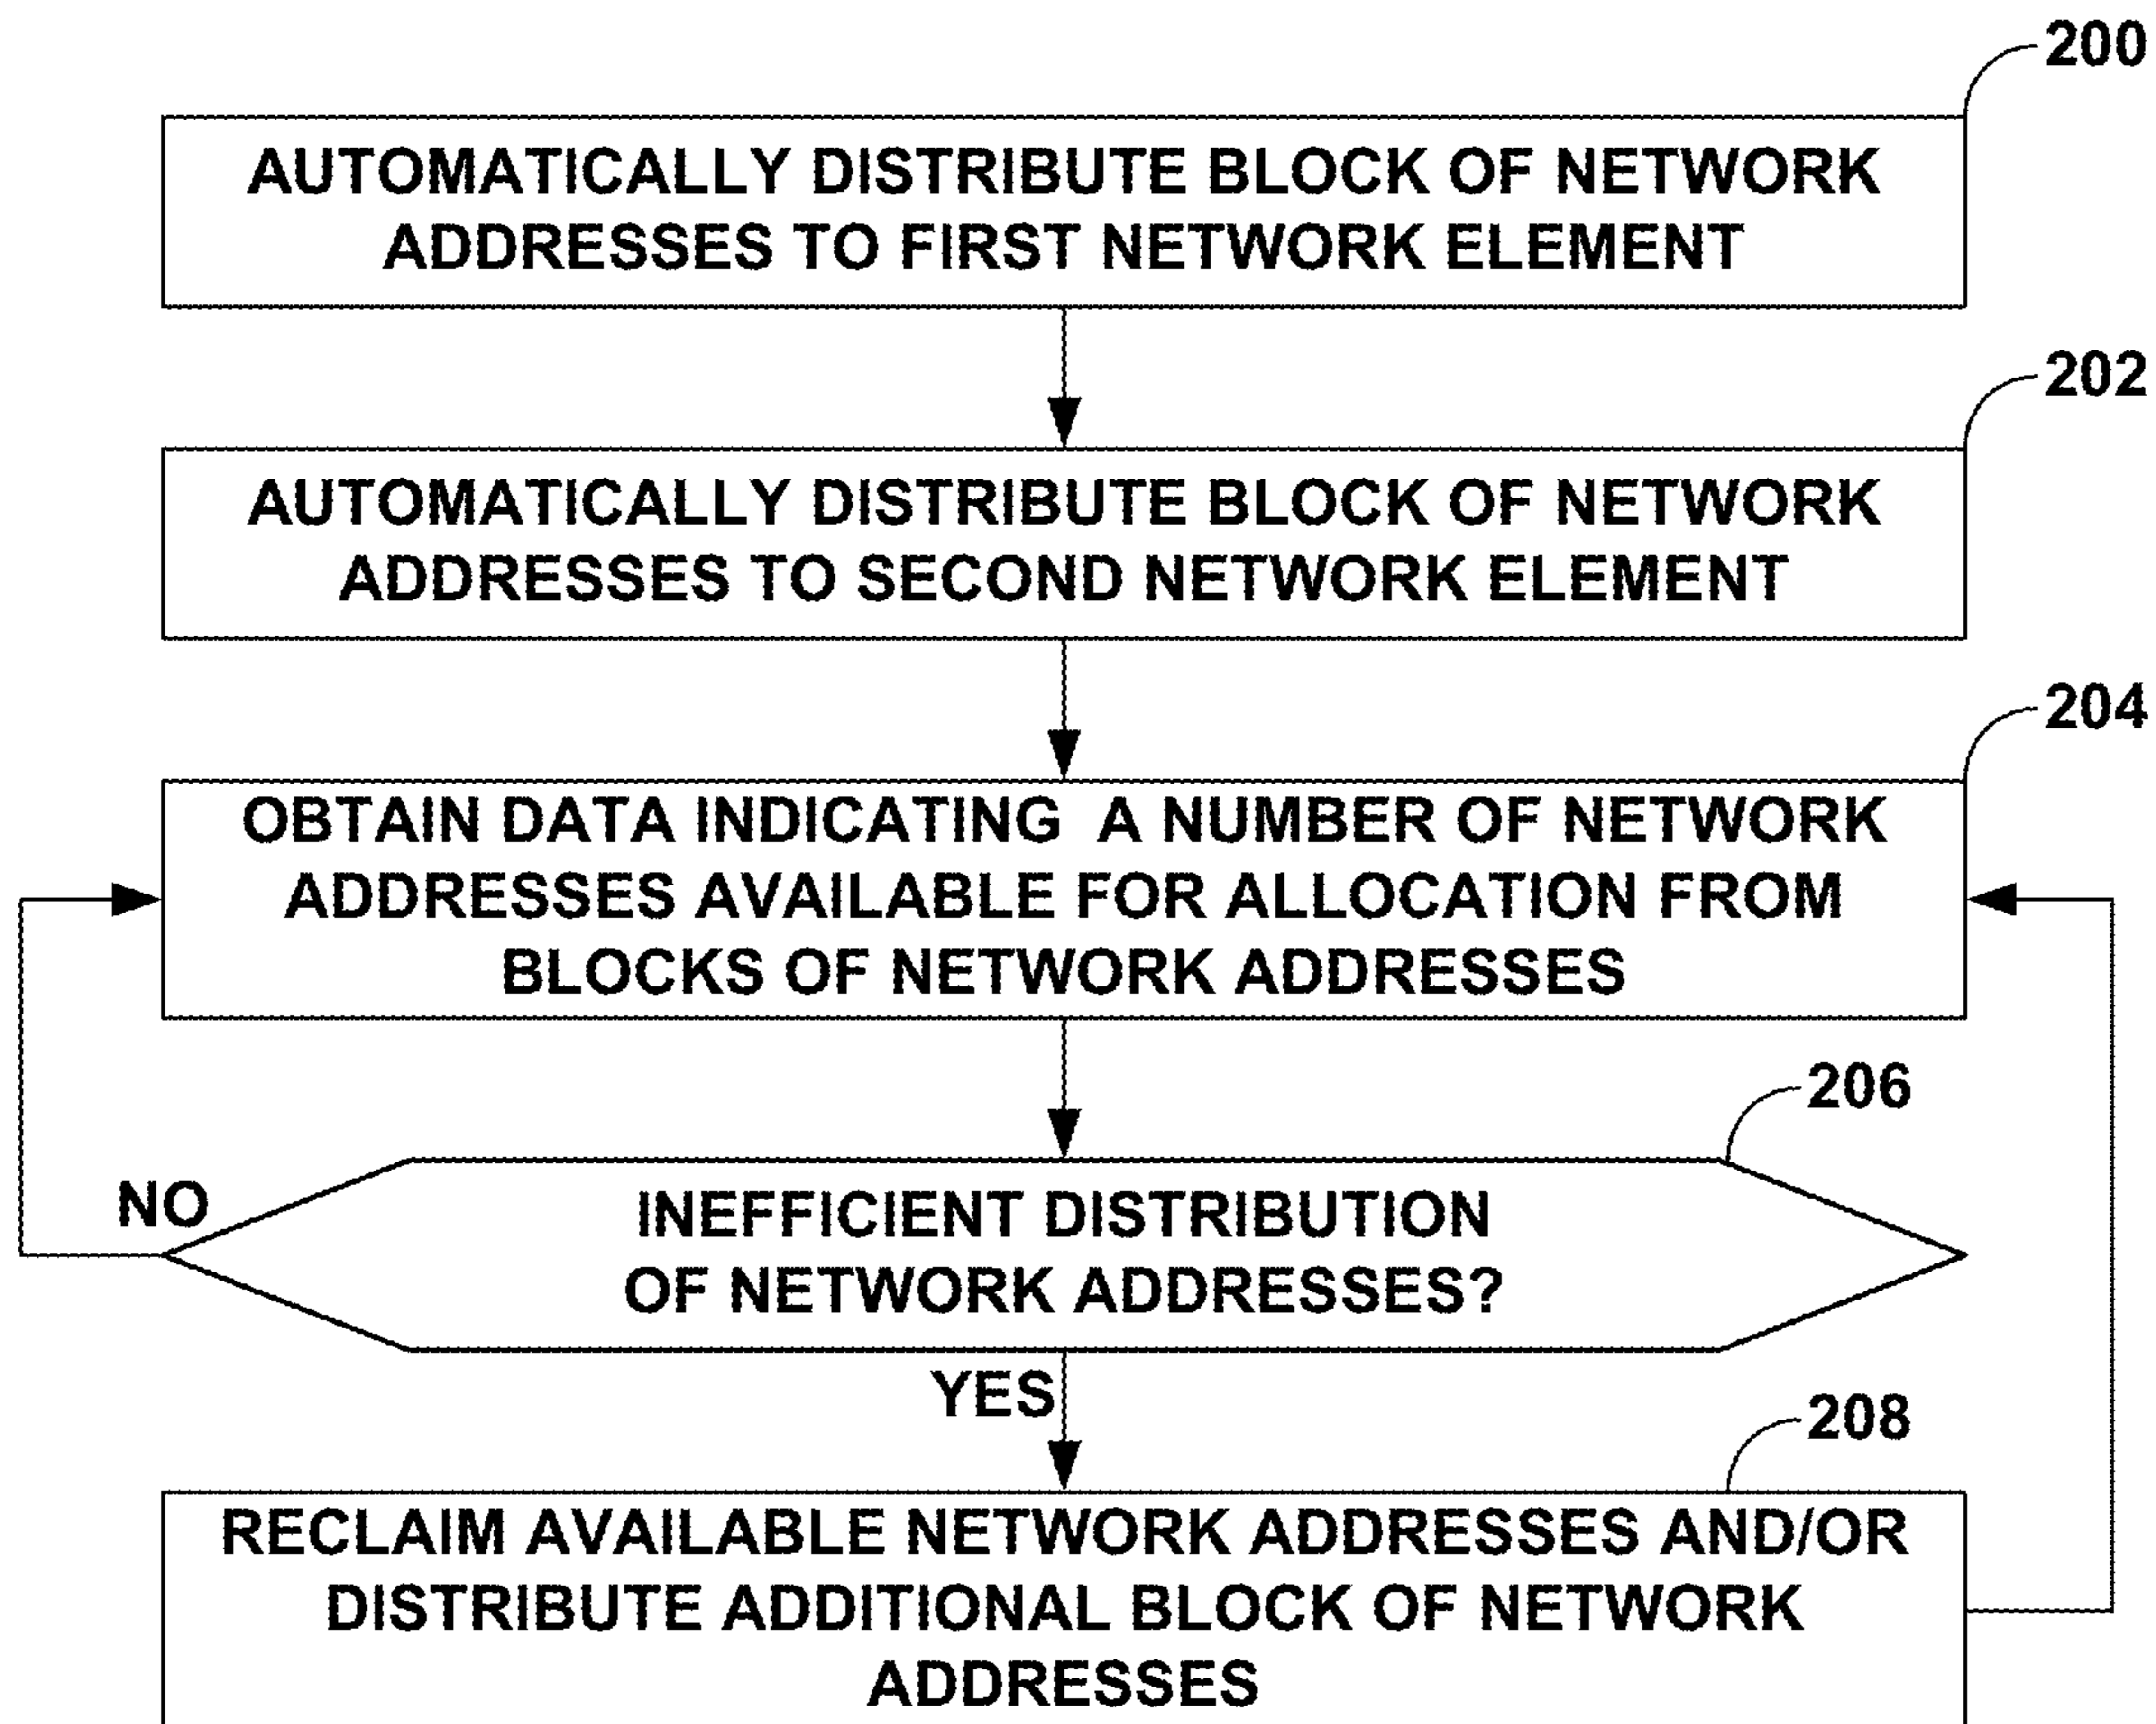 200
AUTOMATICALLY DISTRIBUTE BLOCK OF NETWORK
ADDRESSES TO FIRST NETWORK ELEMENT
202
AUTOMATICALLY DISTRIBUTE BLOCK OF NETWORK
ADDRESSES TO SECOND NETWORK ELEMENT
204
OBTAIN DATA INDICATING A NUMBER OF NETWORK
ADDRESSES AVAILABLE FOR ALLOCATION FROM
BLOCKS OF NETWORK ADDRESSES
206
NO
INEFFICIENT DISTRIBUTION
OF NETWORK ADDRESSES?
YES
208
RECLAIM AVAILABLE NETWORK ADDRESSES AND/OR
DISTRIBUTE ADDITIONAL BLOCK OF NETWORK
ADDRESSES